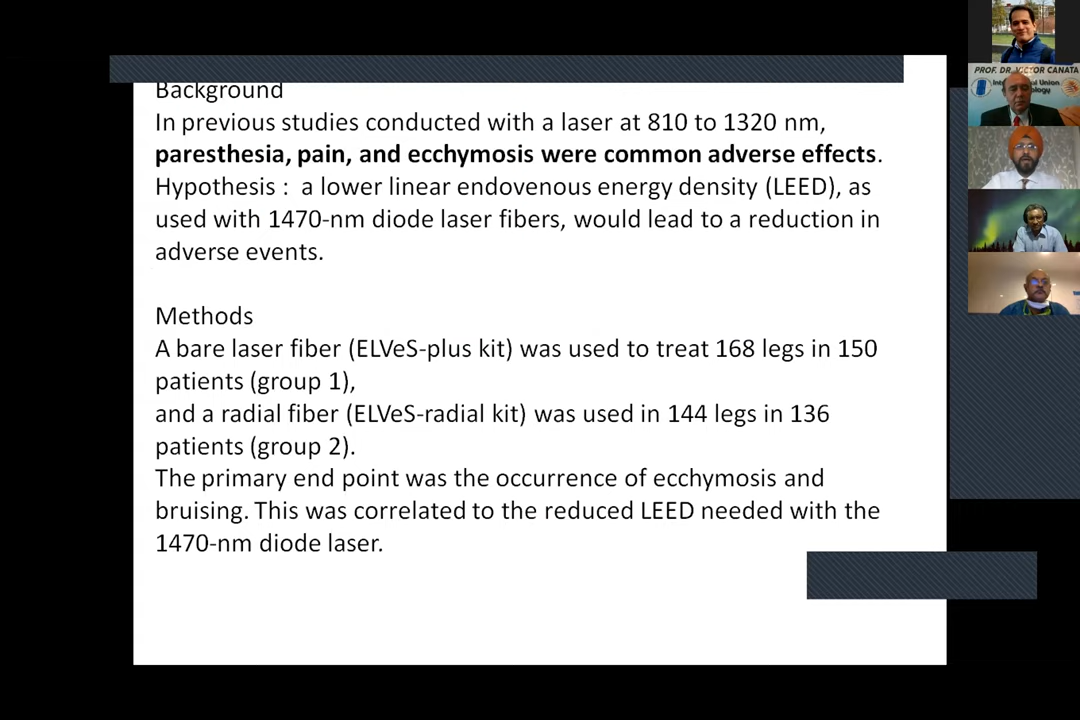 Background
In previous studies conducted with a laser at 810 to 1320 nm,
paresthesia, pain, and ecchymosis were common adverse effects.
Hypothesis : a lower linear endovenous energy density (LEED), as
used with 1470-nm diode laser fibers, would lead to a reduction in
adverse events.
Methods
A bare laser fiber (ELVeS-plus kit) was used to treat 168 legs in 150
patients (group 1),
and a radial fiber (ELVeS-radial kit) was used in 144 legs in 136
patients (group 2).
The primary end point was the occurrence of ecchymosis and
bruising. This was correlated to the reduced LEED needed with the
1470-nm diode laser.
PROF. DR. VICTOR CANATA
Union